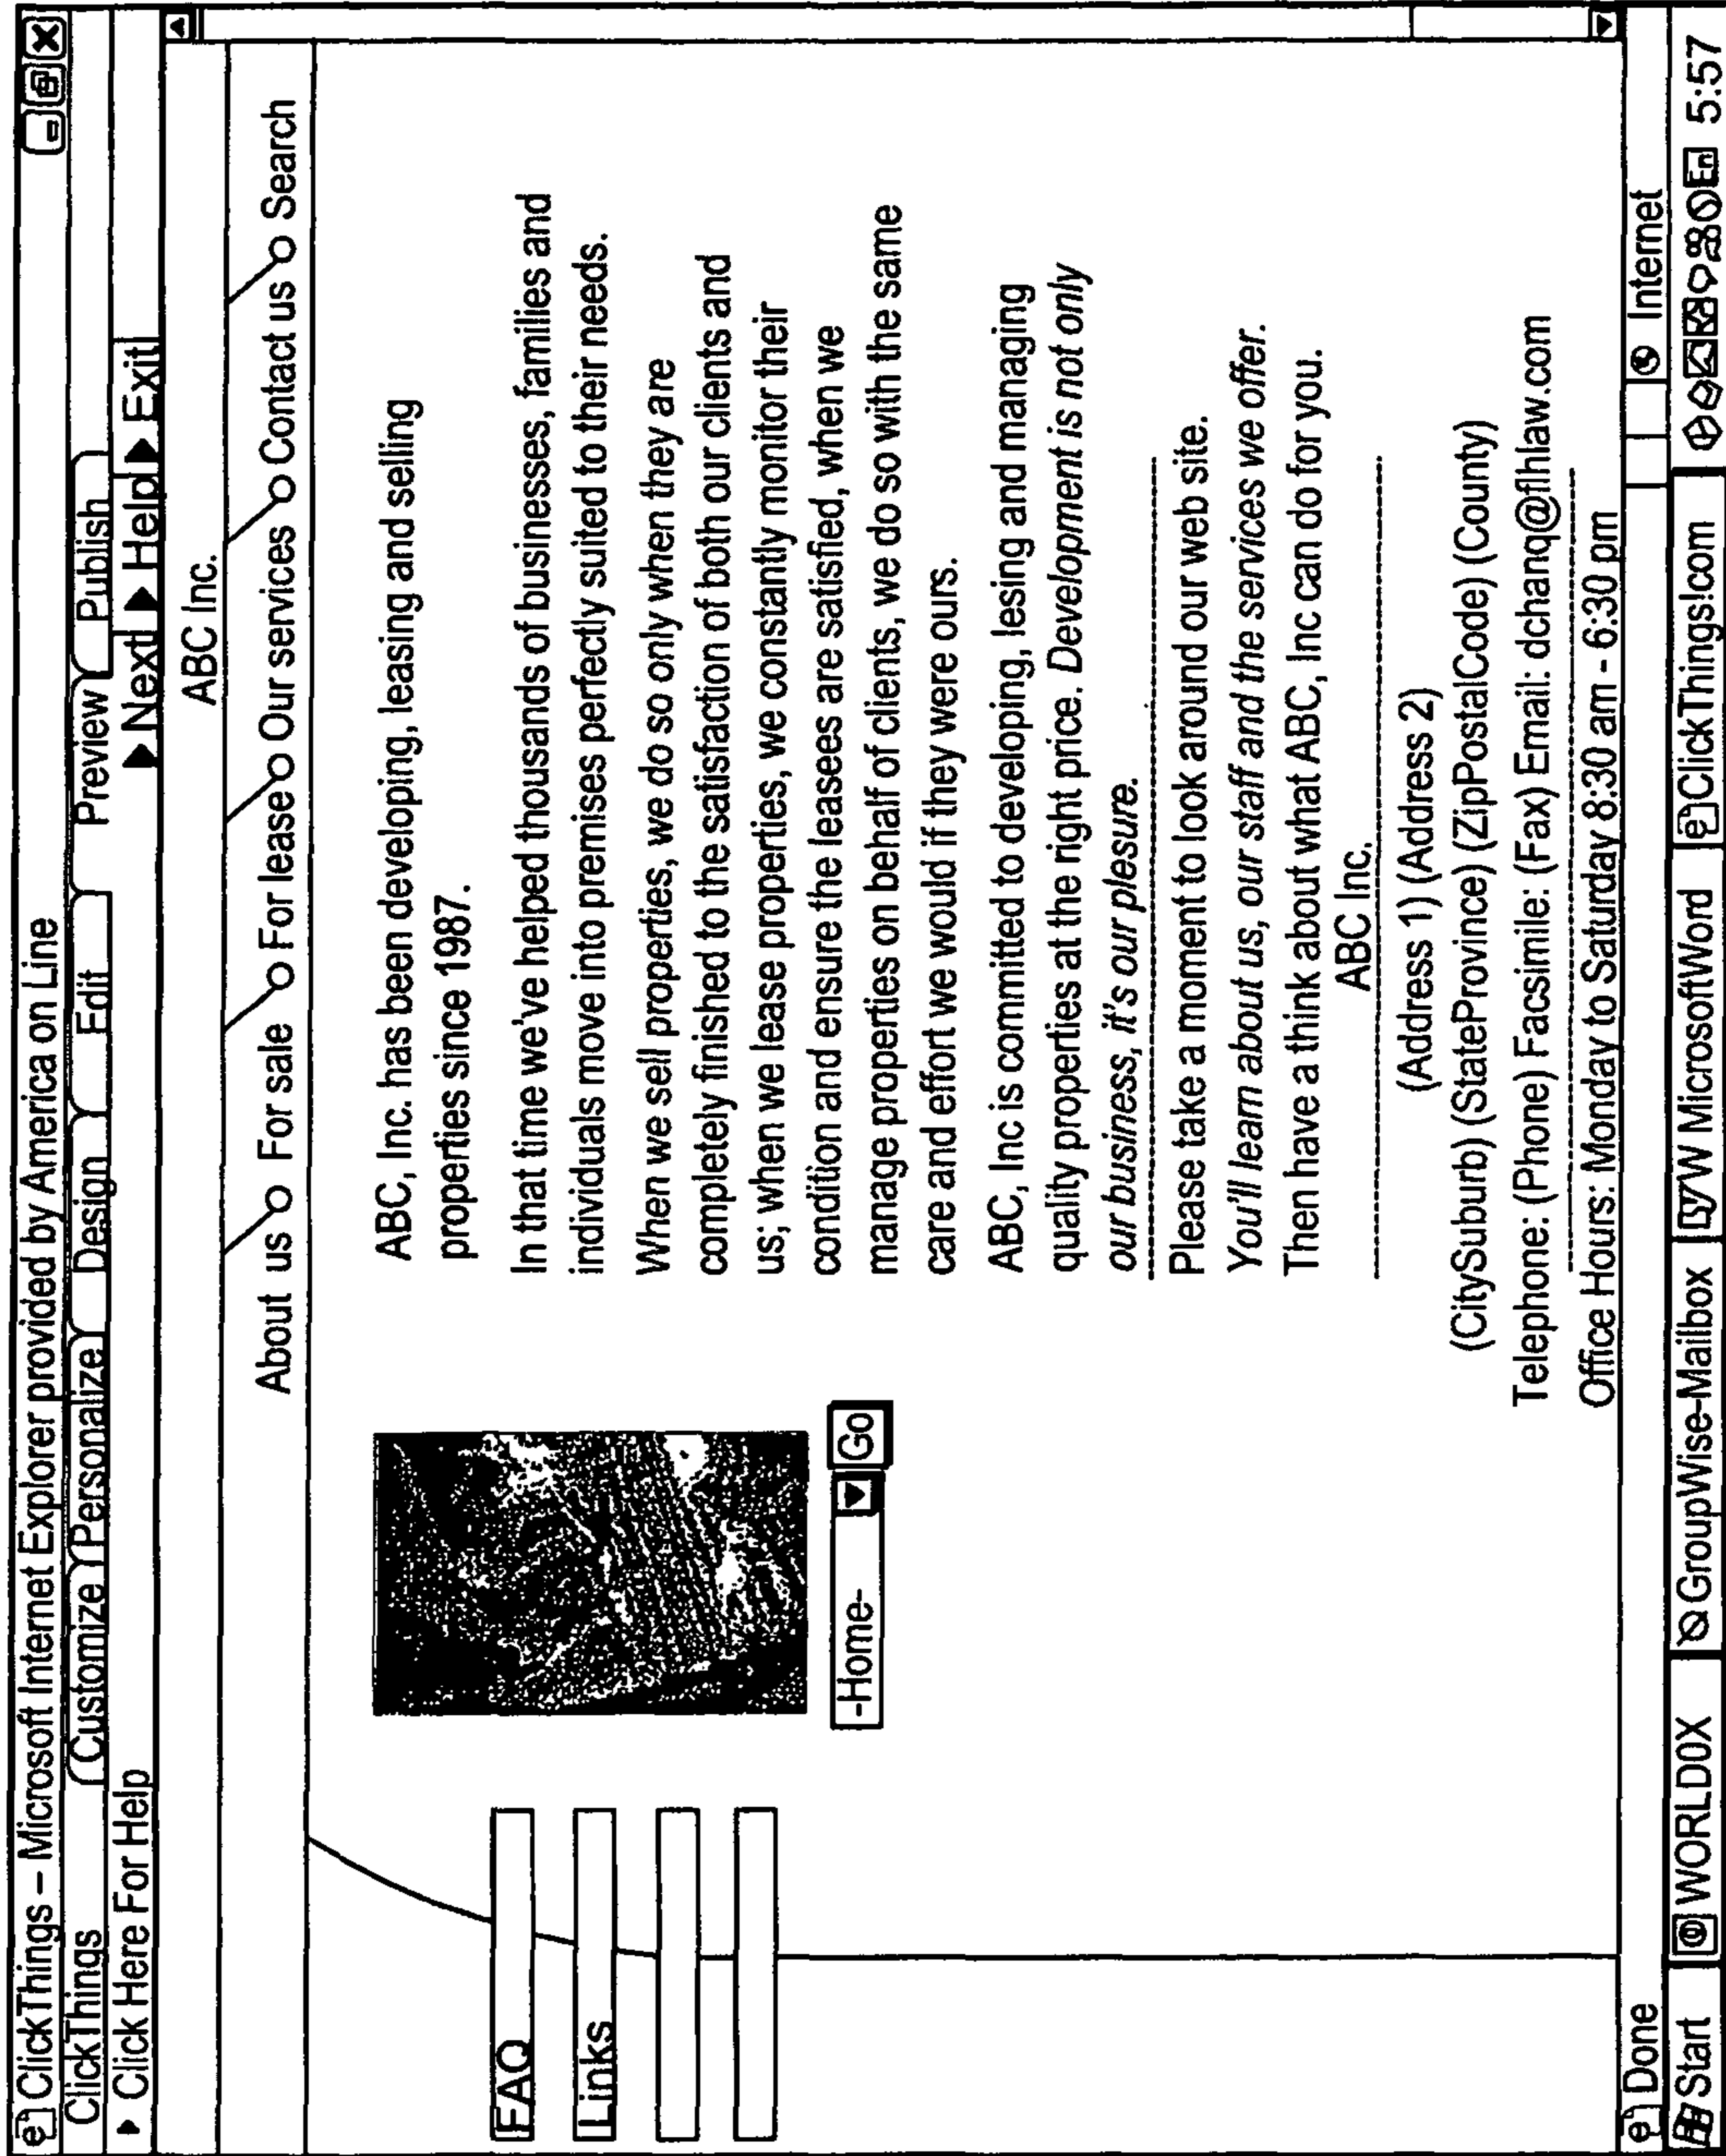 ClickThings – Microsoft Internet Explorer provided by America on Line
ClickThings Customize Personalize Design Edit Preview Publish
Click Here For Help Next Help Exit
ABC Inc.
About us For sale For lease Our services Contact us Search
FAQ
Links
-Home- Go
ABC, Inc. has been developing, leasing and selling
properties since 1987.
In that time we've helped thousands of businesses, families and
individuals move into premises perfectly suited to their needs.
When we sell properties, we do so only when they are
completely finished to the satisfaction of both our clients and
us; when we lease properties, we constantly monitor their
condition and ensure the leasees are satisfied, when we
manage properties on behalf of clients, we do so with the same
care and effort we would if they were ours.
ABC, Inc is committed to developing, lesing and managing
quality properties at the right price. Development is not only
our business, it's our plesure.
Please take a moment to look around our web site.
You'll learn about us, our staff and the services we offer.
Then have a think about what ABC, Inc can do for you.
ABC Inc.
(Address 1) (Address 2)
(CitySuburb) (StateProvince) (ZipPostalCode) (County)
Telephone: (Phone) Facsimile: (Fax) Email: dchanq@flhlaw.com
Office Hours: Monday to Saturday 8:30 am - 6:30 pm
Done Internet
Start WORLDOX GroupWise-Mailbox W MicrosoftWord ClickThings!com En 5:57